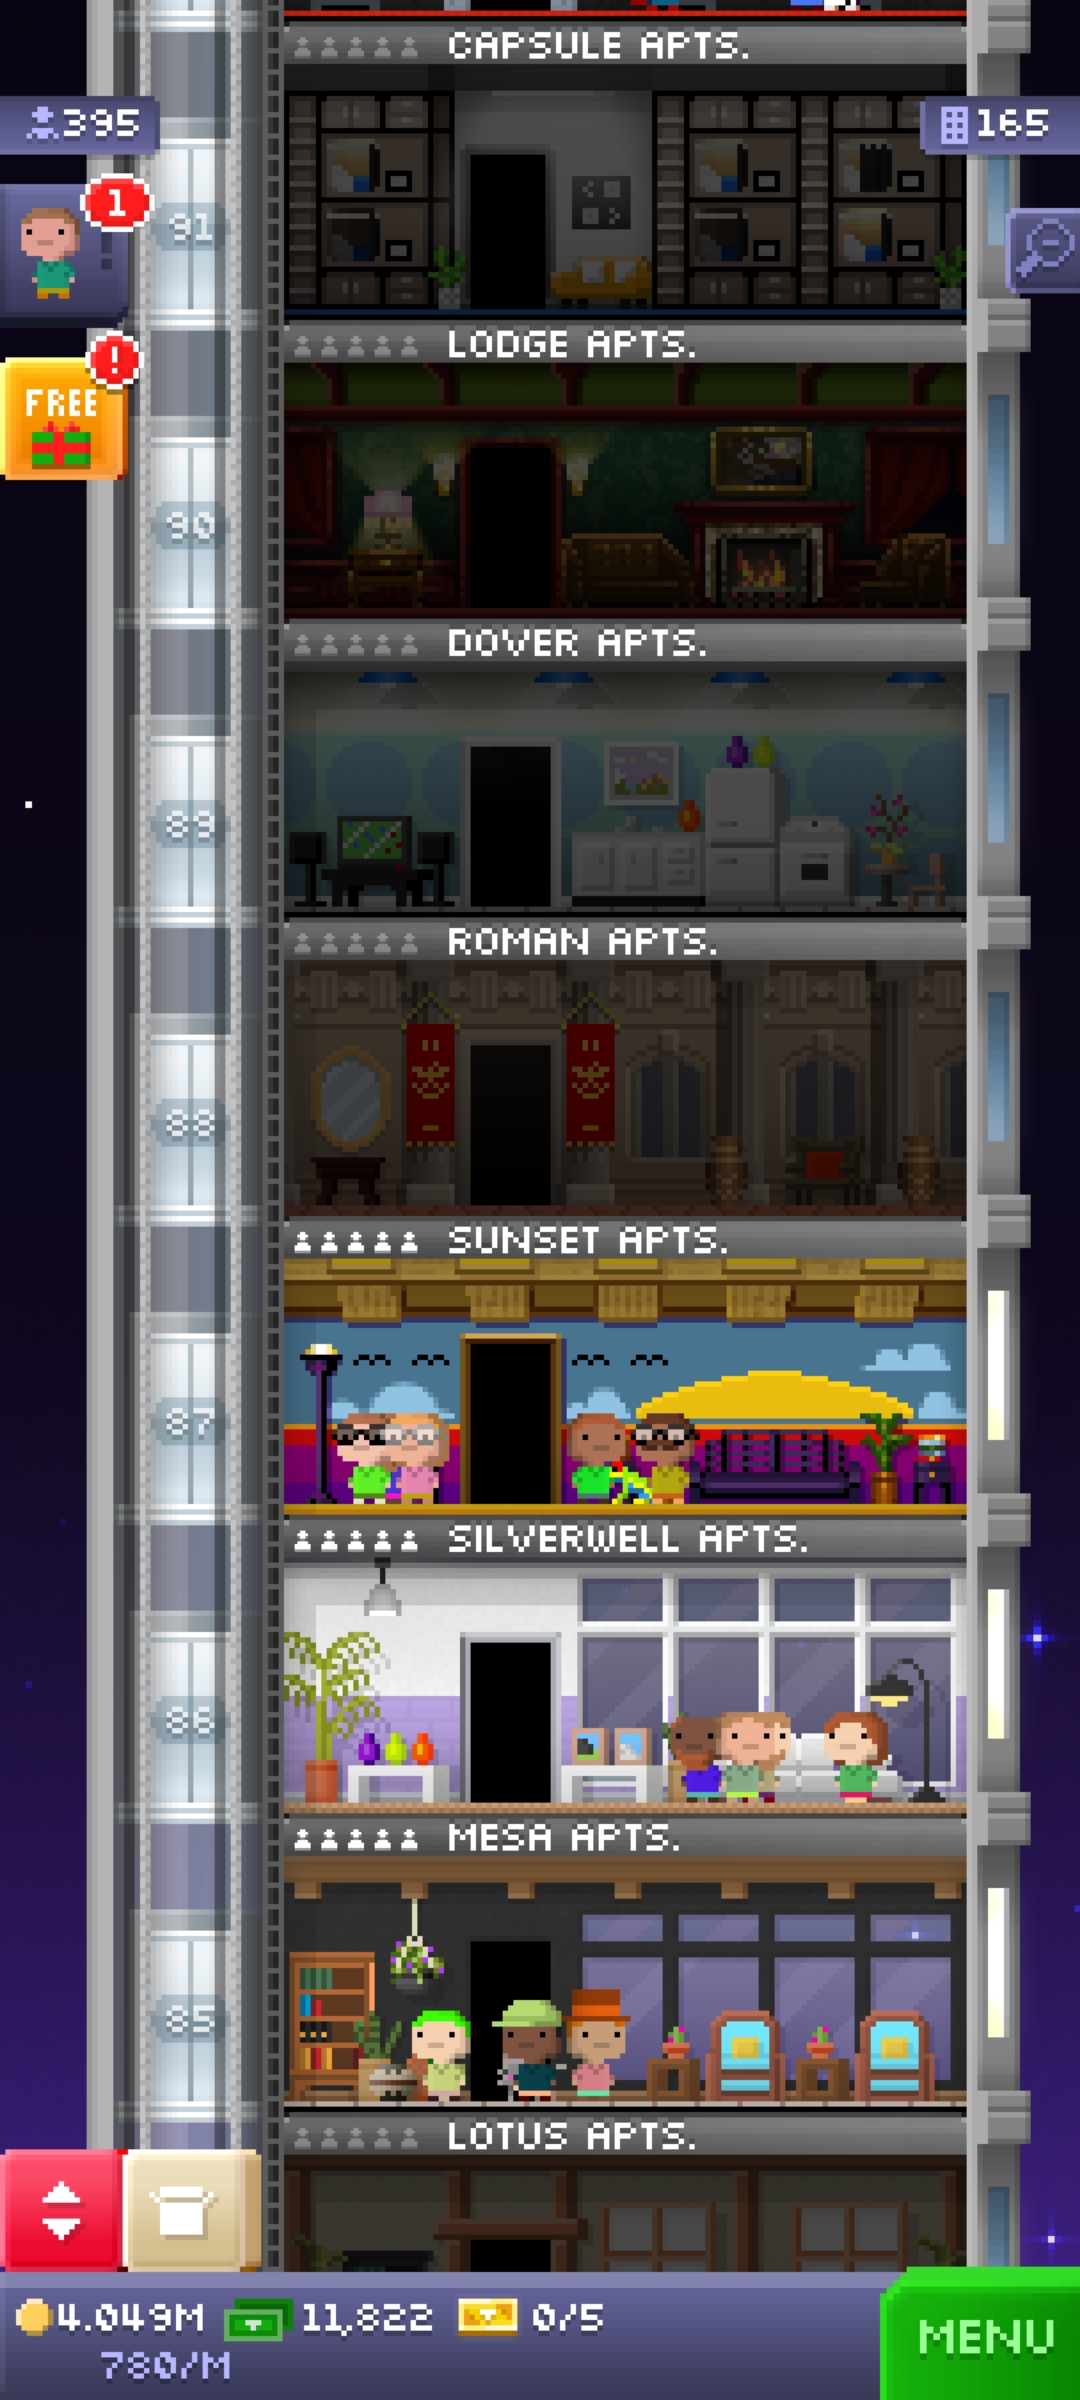 CAPSULE APTS.
395
165
1
91
LODGE APTS.
!
FREE
90
DOVER APTS.
89
ROMAN APTS.
88
SUNSET APTS.
87
SILVERWELL APTS.
86
MESA APTS.
85
LOTUS APTS.
4.049M 11,822 0/5
780/M
MENU